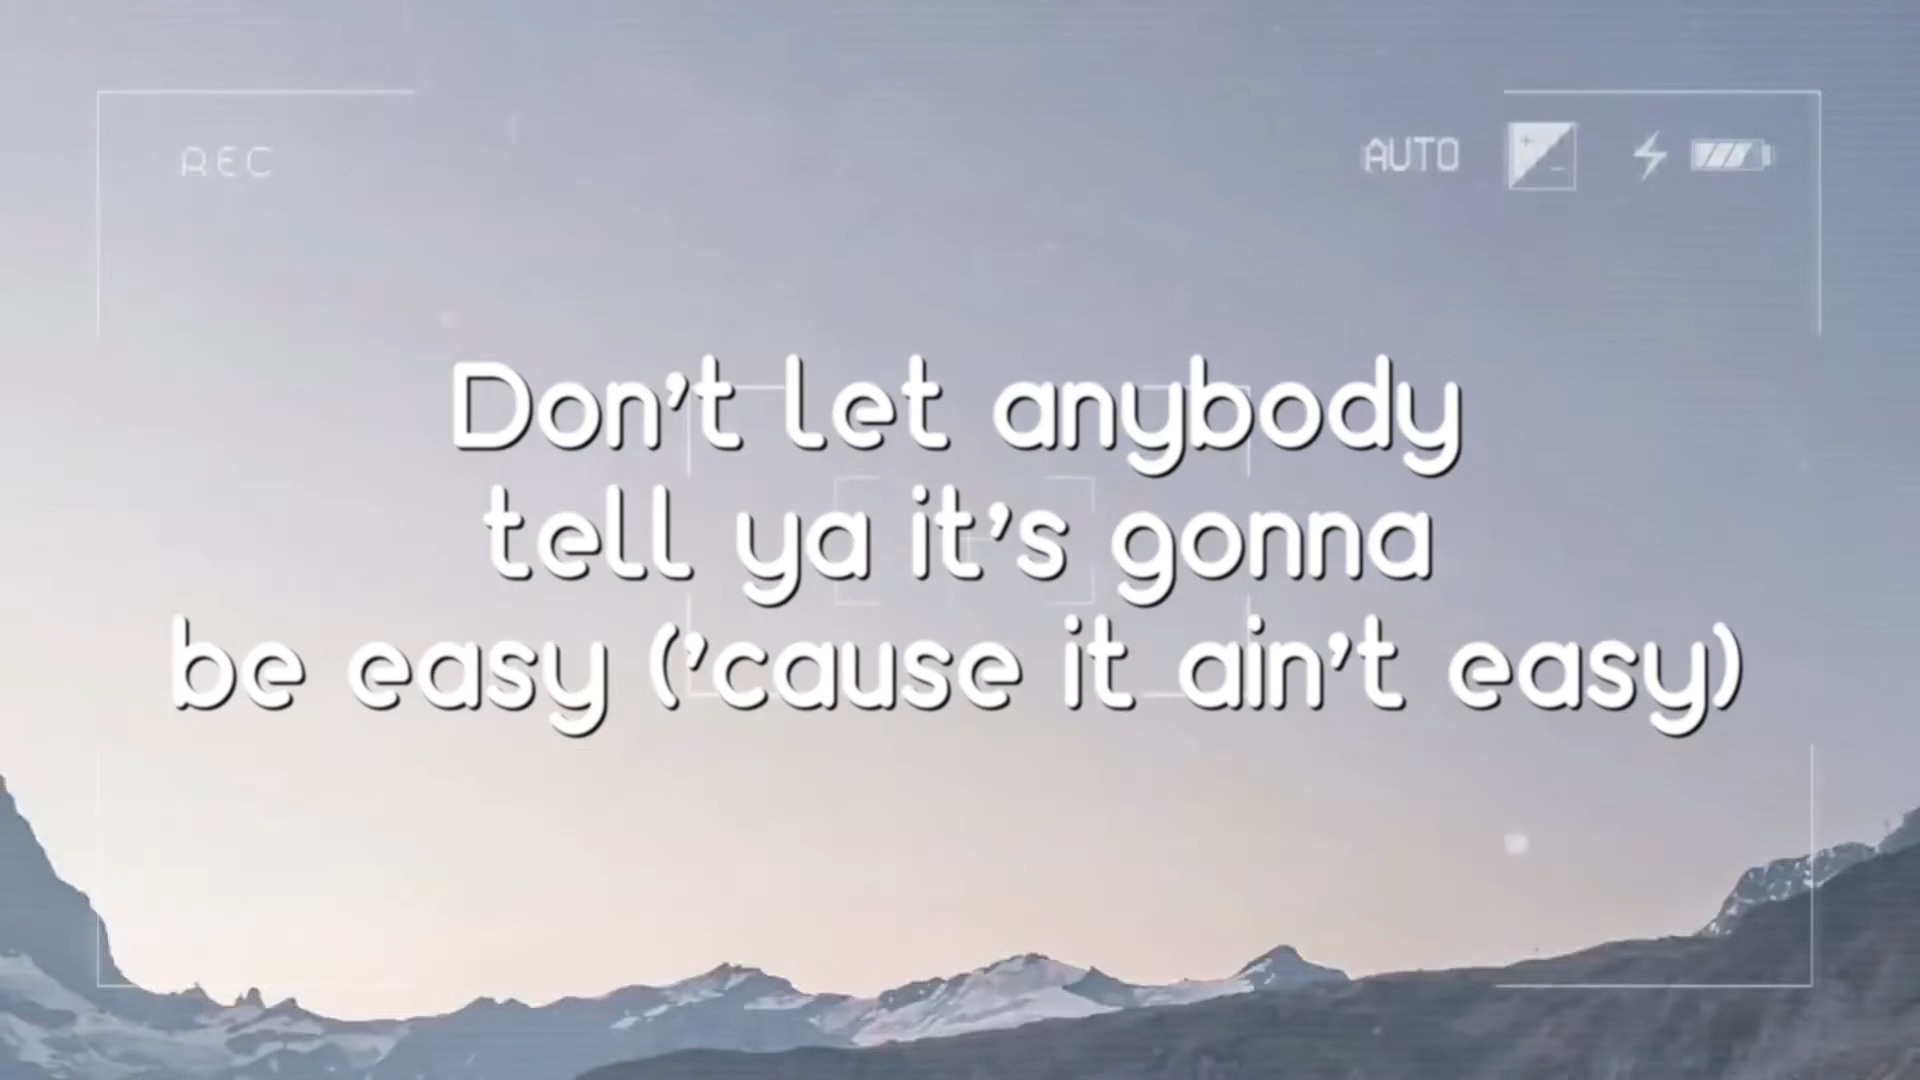 REC
AUTO
Don't let anybody
tell ya it's gonna
be easy ('cause it ain't easy)